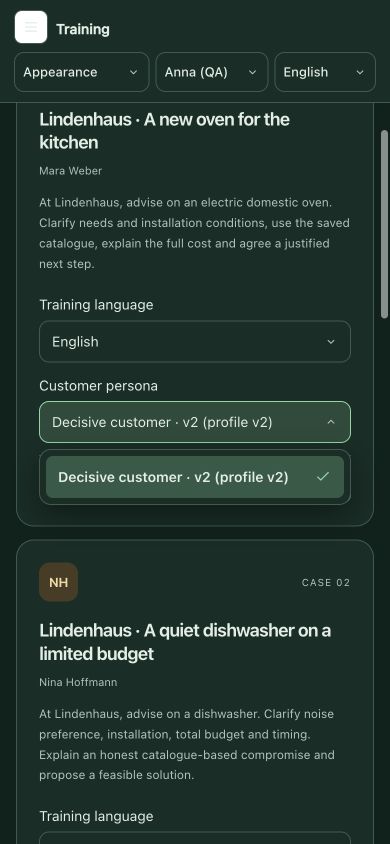 Training
Appearance
Anna (QA)
English
Lindenhaus · A new oven for the
kitchen
Mara Weber
At Lindenhaus, advise on an electric domestic oven.
Clarify needs and installation conditions, use the saved
catalogue, explain the full cost and agree a justified
next step.
Training language
English
Customer persona
Decisive customer · v2 (profile v2)
Decisive customer · v2 (profile v2)
NH
CASE 02
Lindenhaus · A quiet dishwasher on a
limited budget
Nina Hoffmann
At Lindenhaus, advise on a dishwasher. Clarify noise
preference, installation, total budget and timing.
Explain an honest catalogue-based compromise and
propose a feasible solution.
Training language